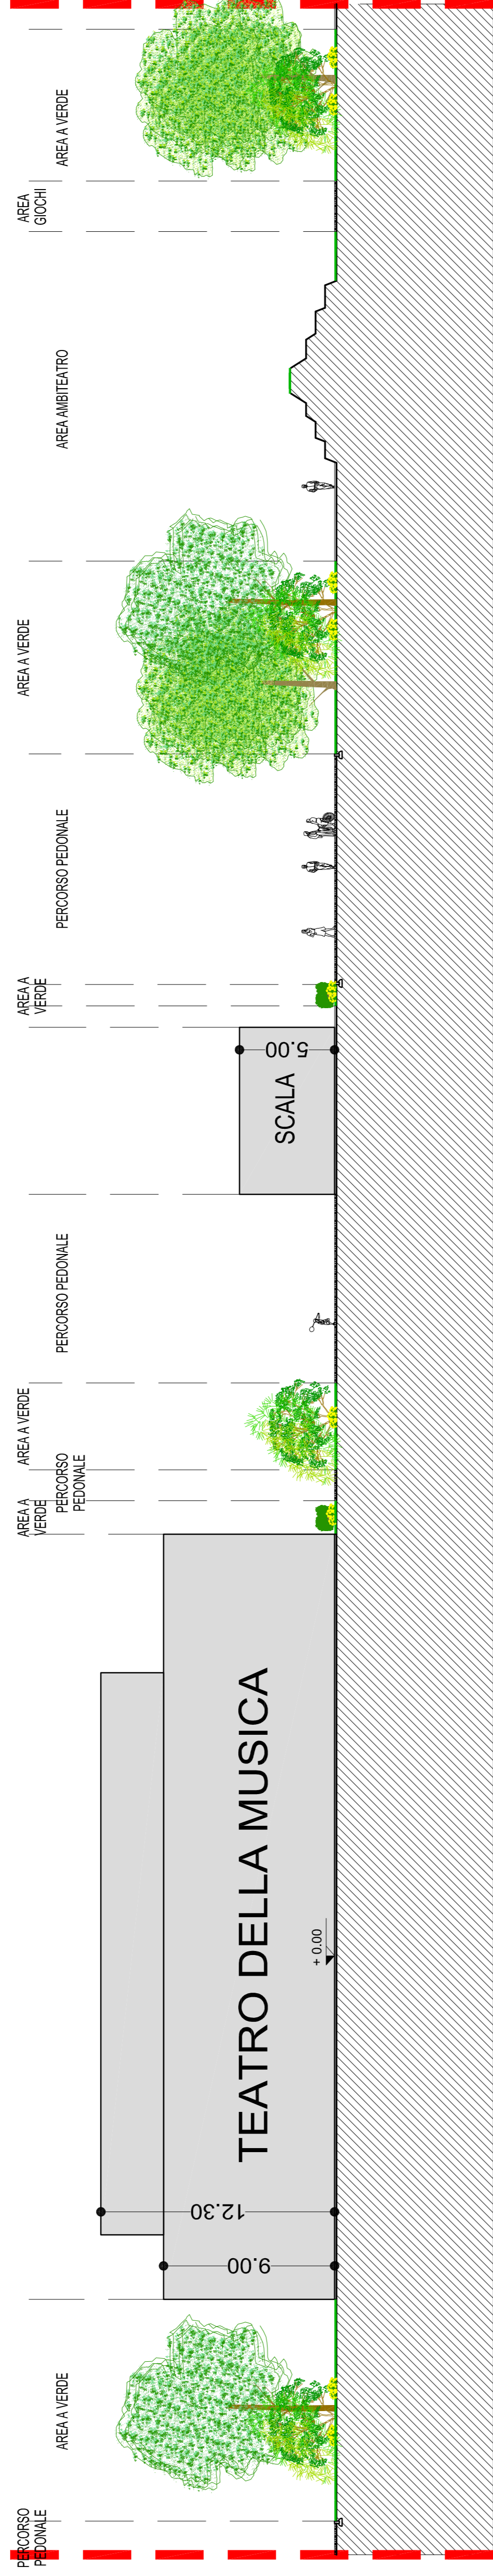 PERCORSO
PEDONALE
AREA A VERDE
9.00
12.30
TEATRO DELLA MUSICA
+ 0.00
AREA A
VERDE
PERCORSO
PEDONALE
AREA A VERDE
PERCORSO PEDONALE
SCALA
5.00
AREA A
VERDE
PERCORSO PEDONALE
AREA A VERDE
AREA AMBITEATRO
AREA
GIOCHI
AREA A VERDE